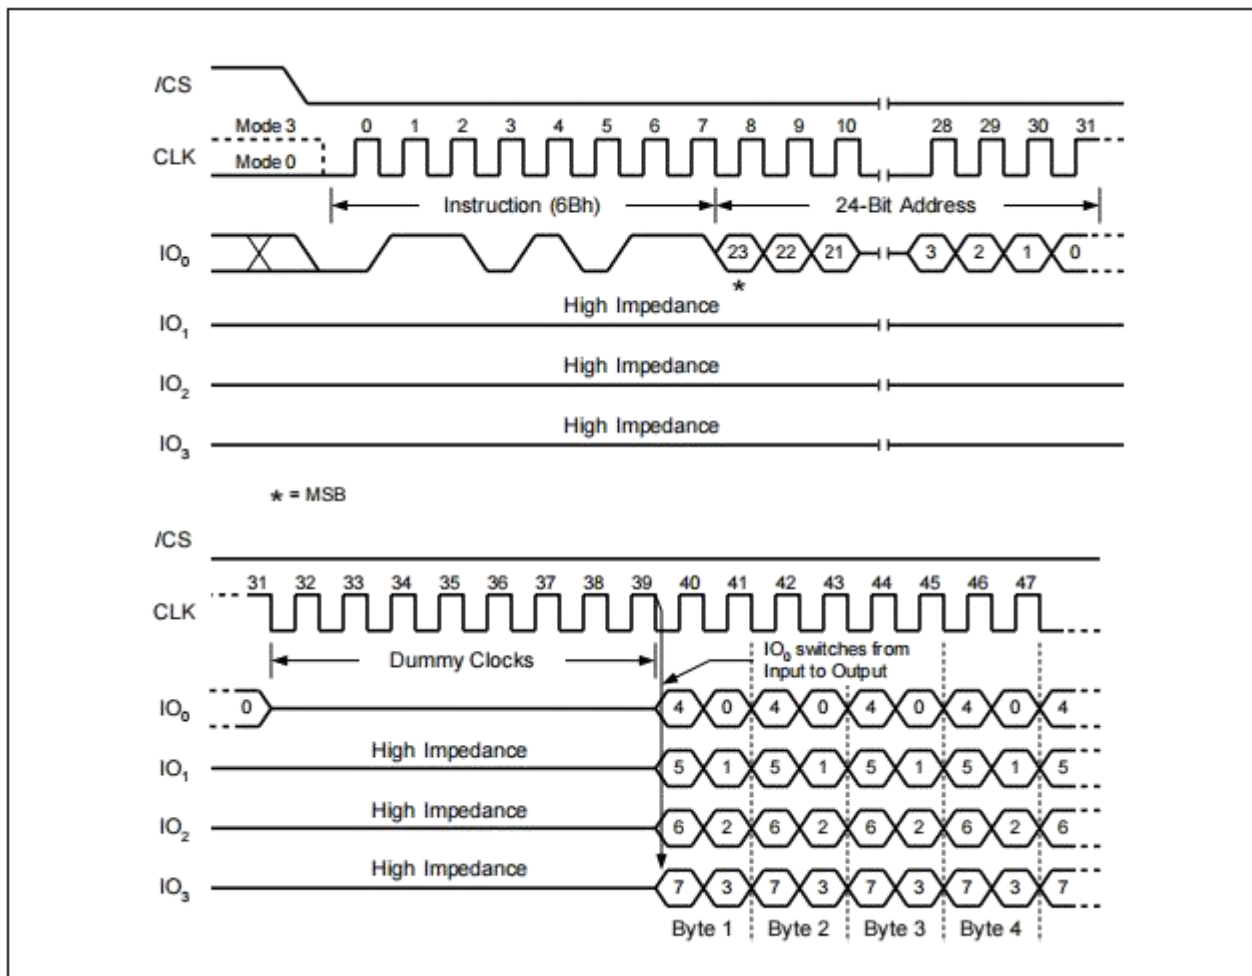 /CS
Mode 3 0 1 2 3 4 5 6 7 8 9 10 28 29 30 31
CLK Mode 0
Instruction (6Bh) 24-Bit Address
IO0 23 22 21 3 2 1 0
*
High Impedance
IO1
High Impedance
IO2
High Impedance
IO3
* = MSB
/CS
31 32 33 34 35 36 37 38 39 40 41 42 43 44 45 46 47
CLK
Dummy Clocks
IO0 switches from
Input to Output
IO0 0 4 0 4 0 4 0 4 0 4
High Impedance
IO1 5 1 5 1 5 1 5 1 5
High Impedance
IO2 6 2 6 2 6 2 6 2 6
High Impedance
IO3 7 3 7 3 7 3 7 3 7
Byte 1 Byte 2 Byte 3 Byte 4